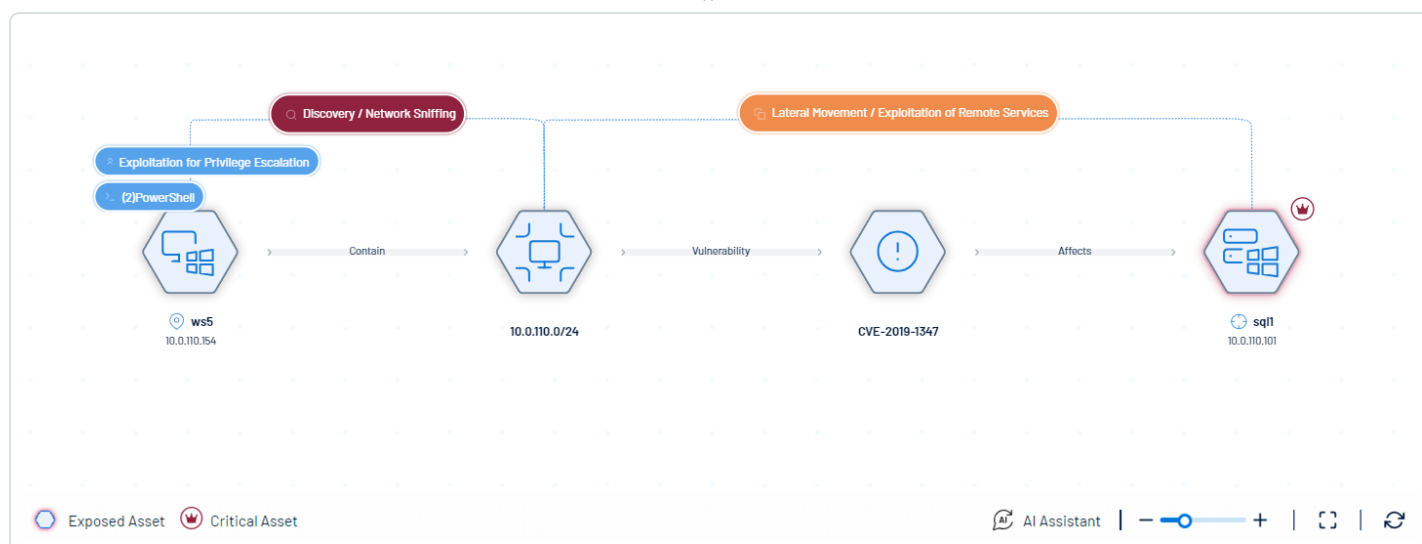 Discovery / Network Sniffing
Lateral Movement / Exploitation of Remote Services
Exploitation for Privilege Escalation
(2)PowerShell
Contain
Vulnerability
Affects
ws5
10.0.110.154
10.0.110.0/24
CVE-2019-1347
sql1
10.0.110.101
Exposed Asset
Critical Asset
AI Assistant